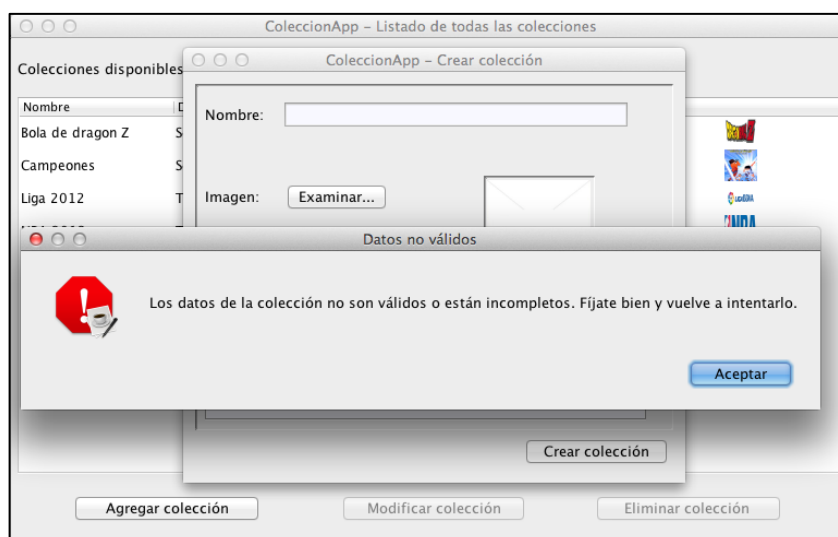 ColeccionApp – Listado de todas las colecciones
Colecciones disponibles
ColeccionApp – Crear colección
Nombre
Nombre:
Bola de dragon Z
S
Campeones
S
Imagen:
Examinar...
Liga 2012
T
NBA
Datos no válidos
Los datos de la colección no son válidos o están incompletos. Fíjate bien y vuelve a intentarlo.
Aceptar
Crear colección
Agregar colección
Modificar colección
Eliminar colección